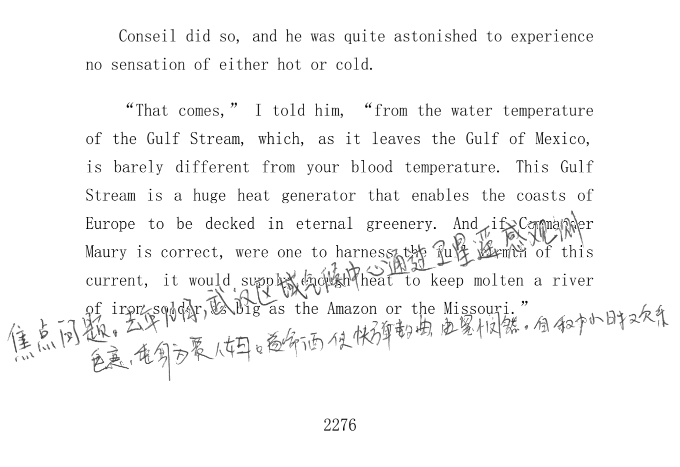 Conseil did so, and he was quite astonished to experience
no sensation of either hot or cold.
“That comes,” I told him, “from the water temperature
of the Gulf Stream, which, as it leaves the Gulf of Mexico,
is barely different from your blood temperature. This Gulf
Stream is a huge heat generator that enables the coasts of
Europe to be decked in eternal greenery. And if Commander
Maury is correct, were one to harness the full warmth of this
current, it would supply enough heat to keep molten a river
of iron solder as big as the Amazon or the Missouri.”
焦点问题。去年同际,武汉区域气候中心通过卫星遥感观测
2276